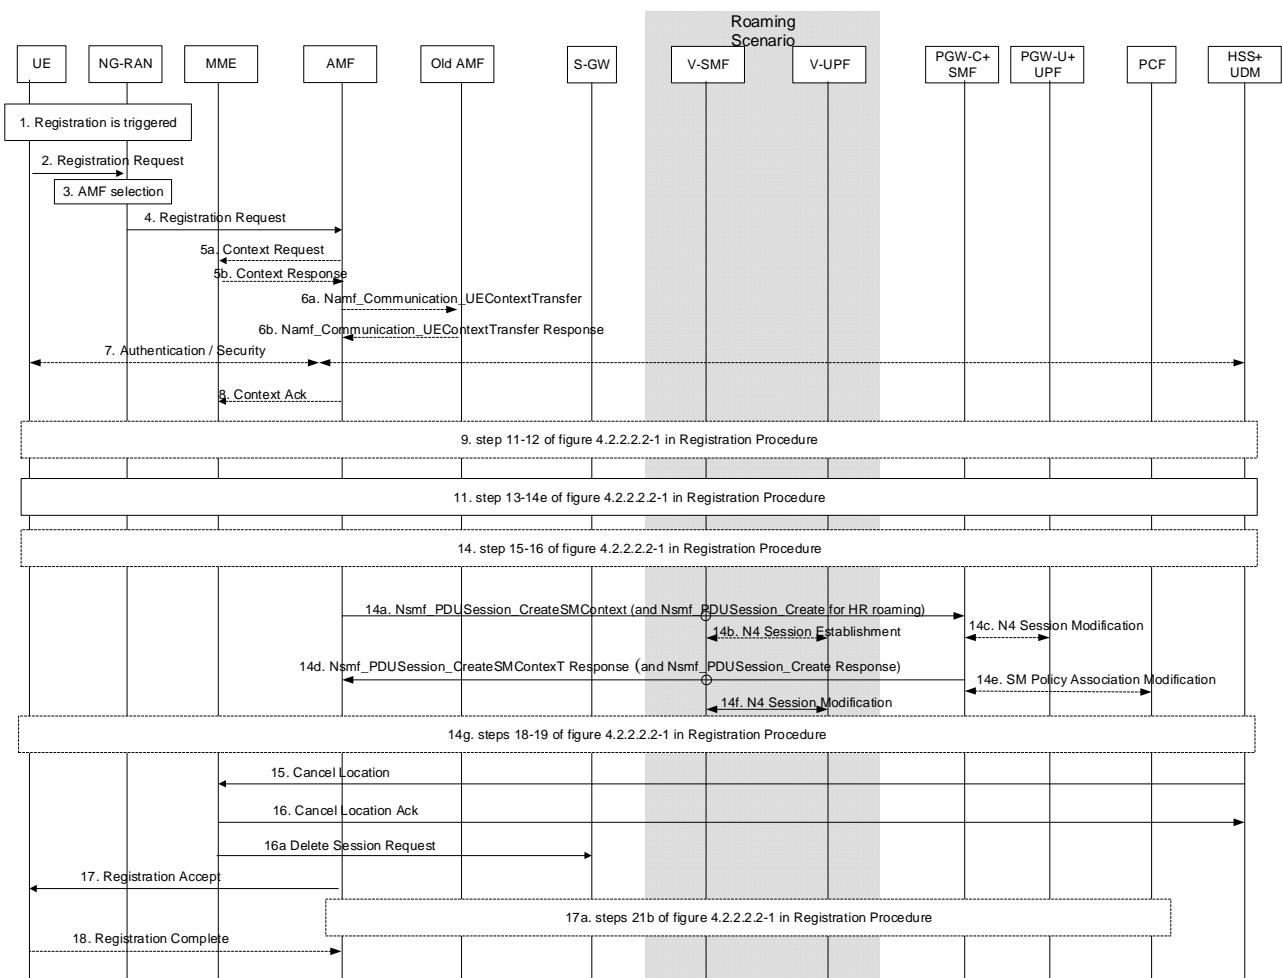 Roaming
Scenario
UE
NG-RAN
MME
AMF
Old AMF
S-GW
V-SMF
V-UPF
PGW-C+
SMF
PGW-U+
UPF
PCF
HSS+
UDM
1. Registration is triggered
2. Registration Request
3. AMF selection
4. Registration Request
5a. Context Request
5b. Context Response
6a. Namf_Communication_UEContextTransfer
6b. Namf_Communication_UEContextTransfer Response
7. Authentication / Security
8. Context Ack
9. step 11-12 of figure 4.2.2.2.2-1 in Registration Procedure
11. step 13-14e of figure 4.2.2.2.2-1 in Registration Procedure
14. step 15-16 of figure 4.2.2.2.2-1 in Registration Procedure
14a. Nsmf_PDUSession_CreateSMContext (and Nsmf_PDUSession_Create for HR roaming)
14b. N4 Session Establishment
14c. N4 Session Modification
14d. Nsmf_PDUSession_CreateSMContexT Response (and Nsmf_PDUSession_Create Response)
14e. SM Policy Association Modification
14f. N4 Session Modification
14g. steps 18-19 of figure 4.2.2.2.2-1 in Registration Procedure
15. Cancel Location
16. Cancel Location Ack
16a Delete Session Request
17. Registration Accept
17a. steps 21b of figure 4.2.2.2.2-1 in Registration Procedure
18. Registration Complete